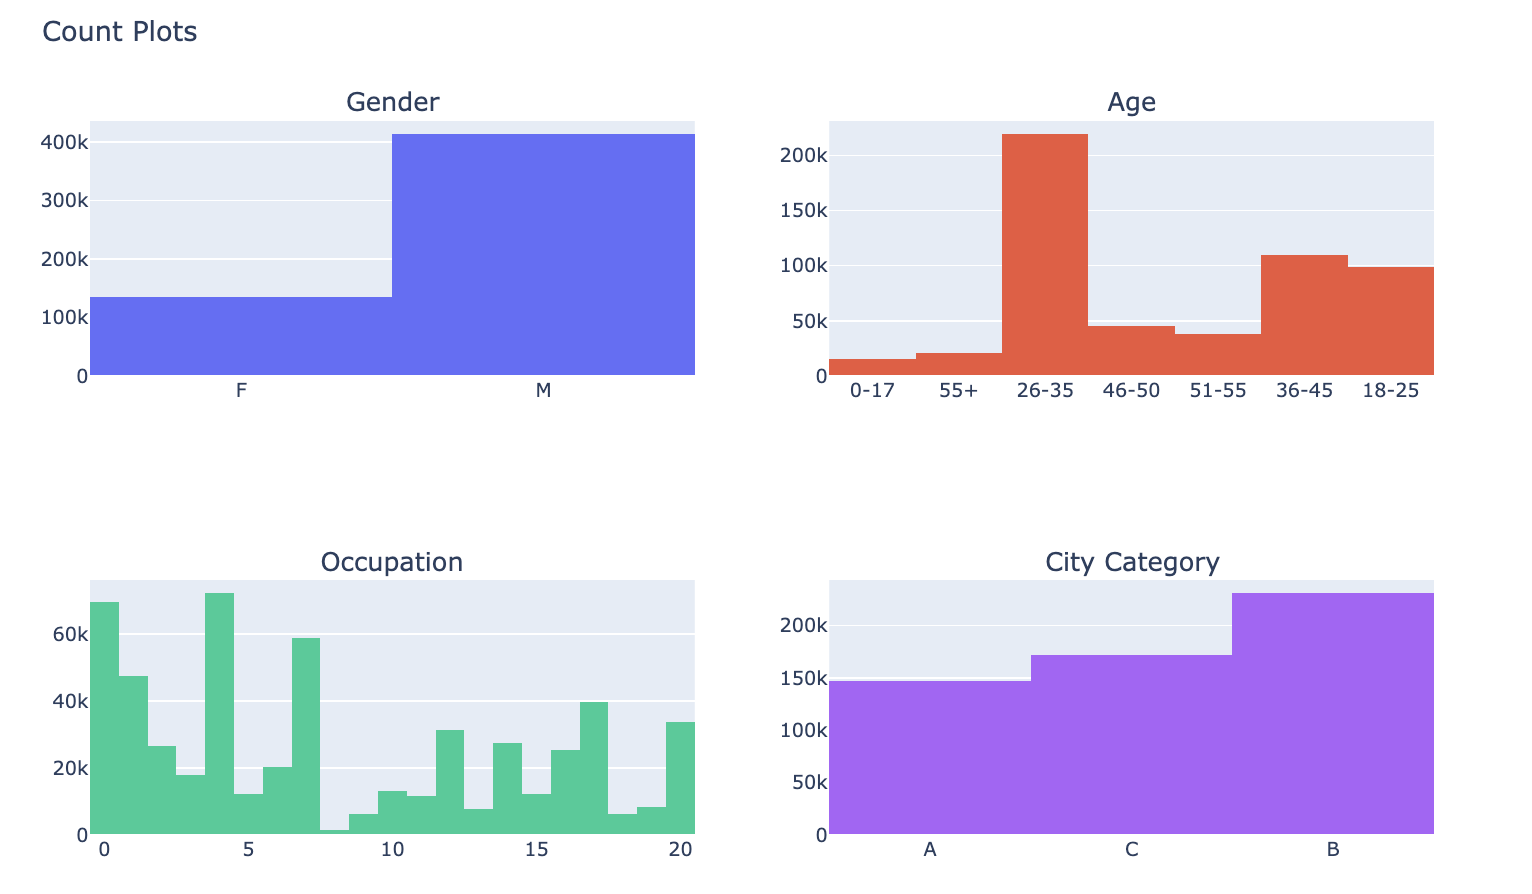 Count Plots
Gender
400k
300k
200k
100k
0
F M
Age
200k
150k
100k
50k
0
0-17 55+ 26-35 46-50 51-55 36-45 18-25
Occupation
60k
40k
20k
0
0 5 10 15 20
City Category
200k
150k
100k
50k
0
A C B